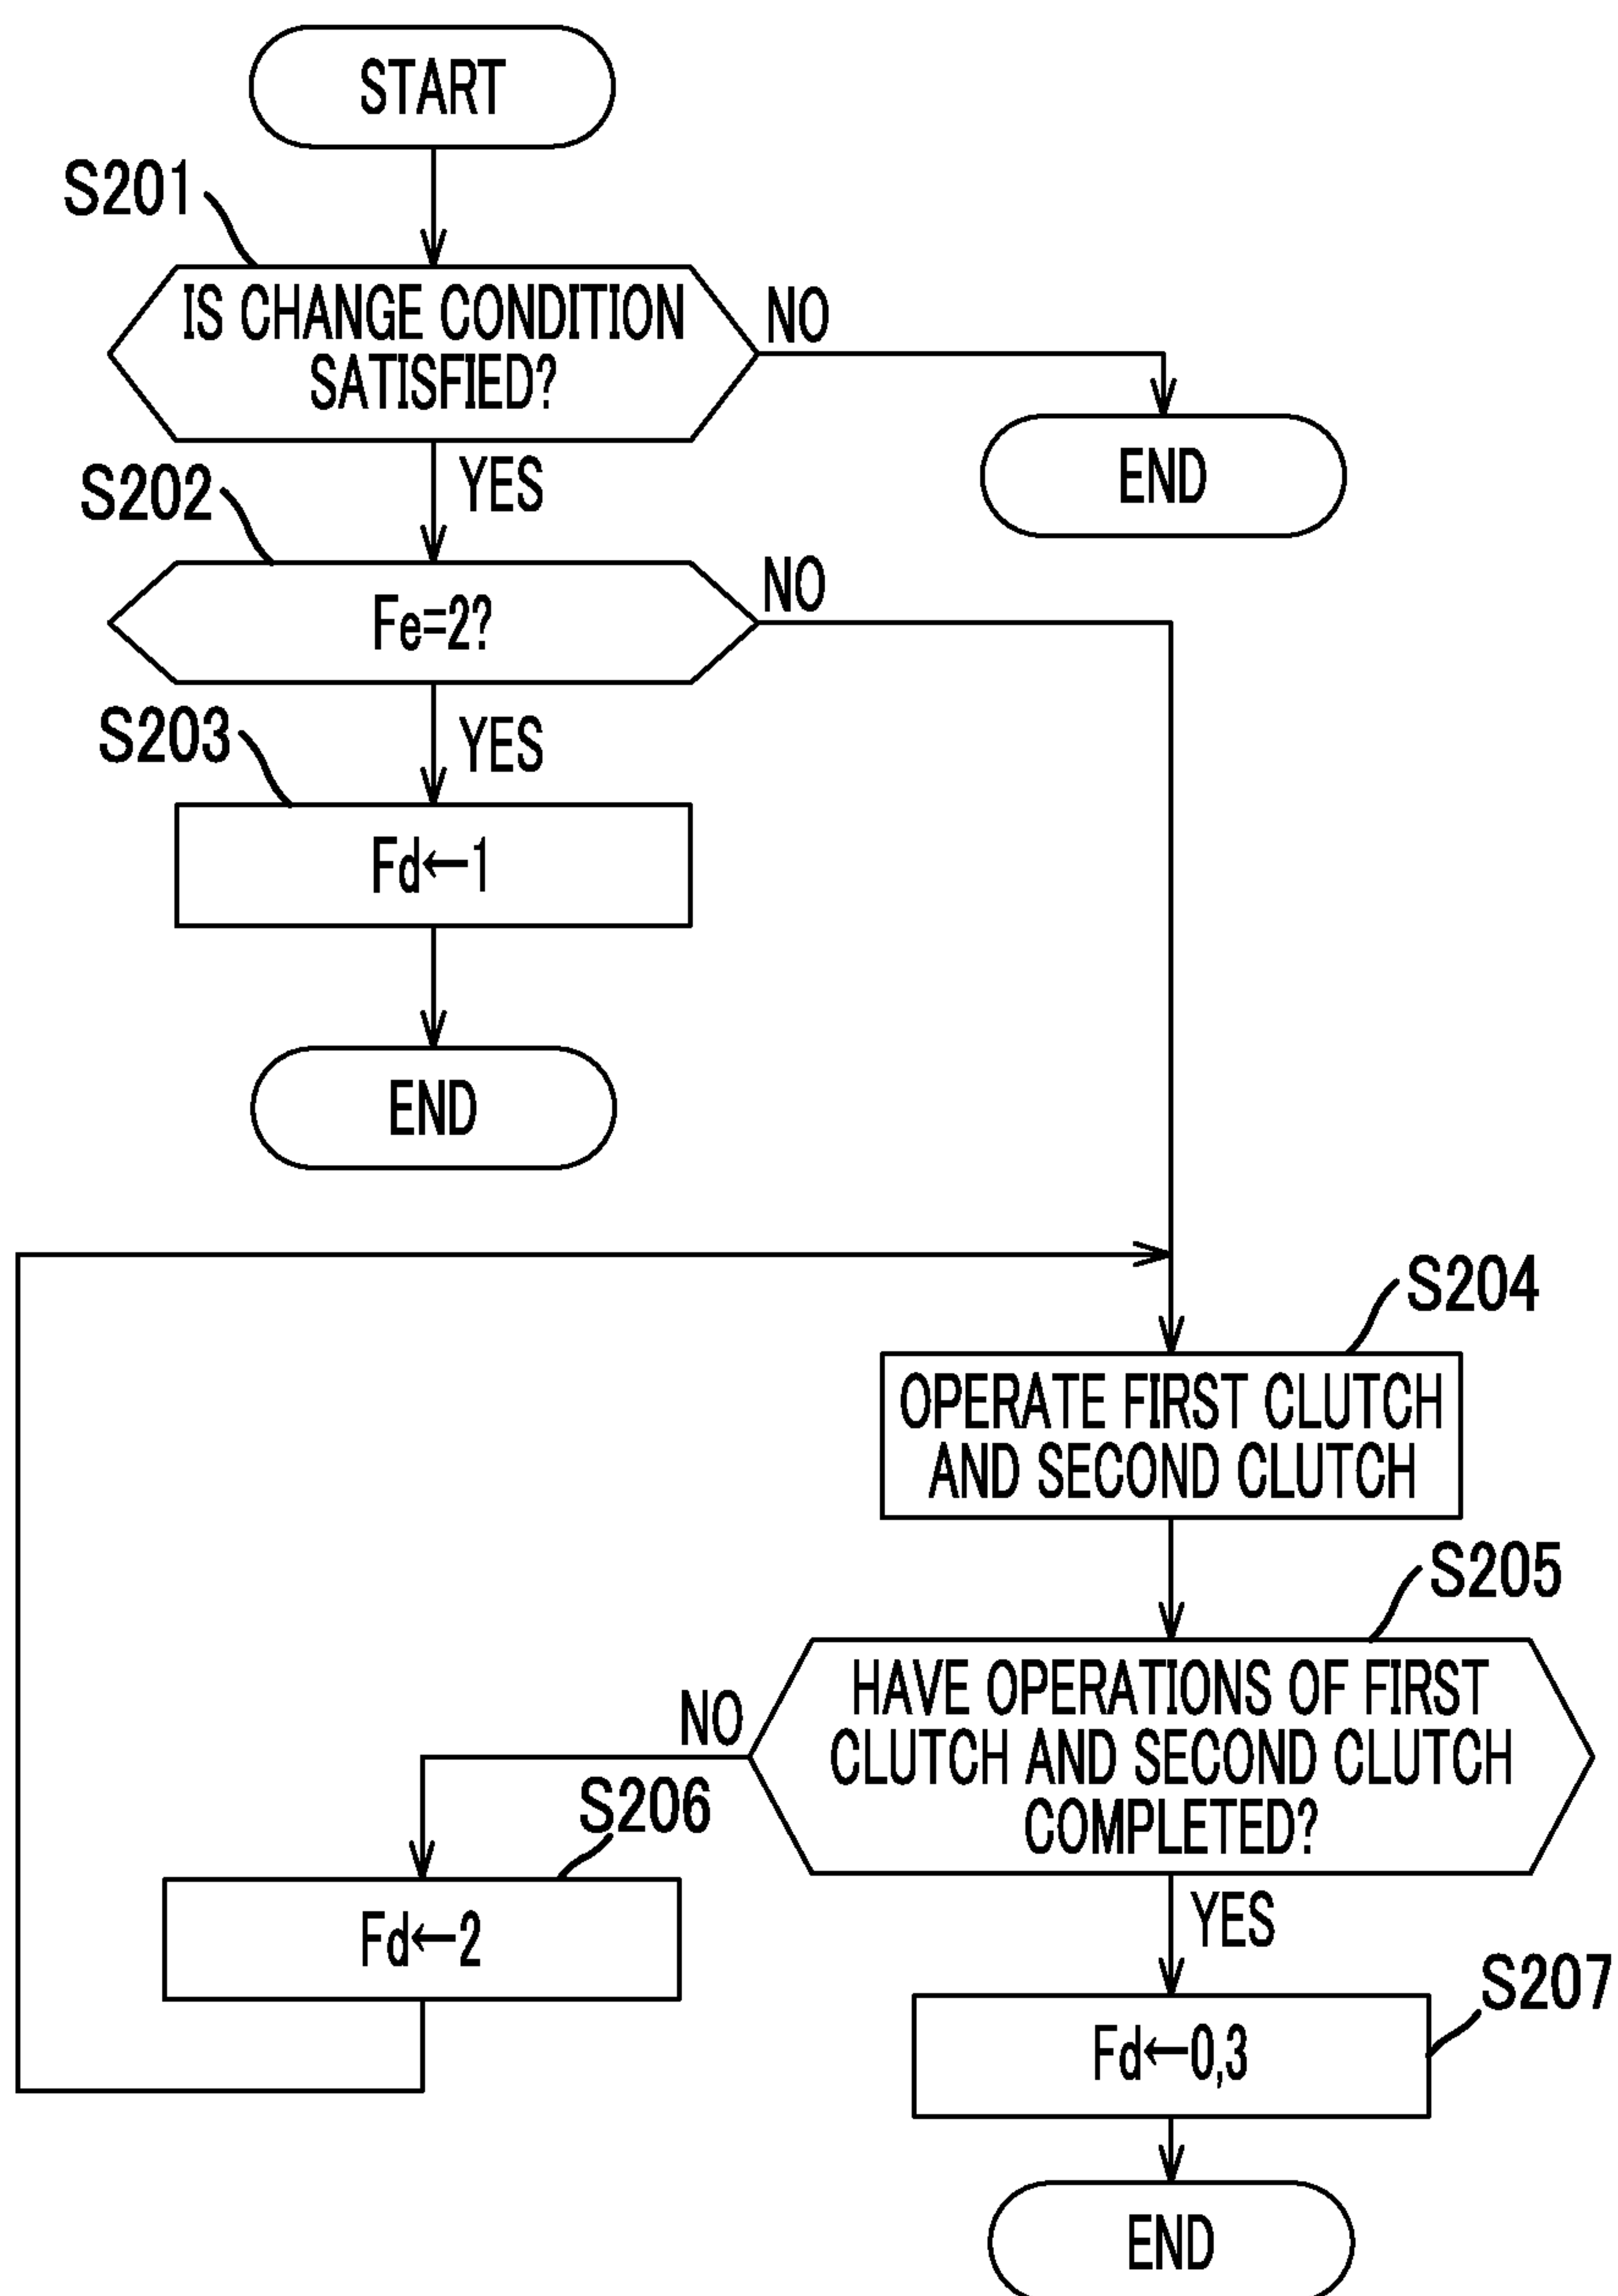 START
S201
IS CHANGE CONDITION
SATISFIED?
NO
END
YES
S202
Fe=2?
NO
YES
S203
Fd←1
END
S204
OPERATE FIRST CLUTCH
AND SECOND CLUTCH
S205
HAVE OPERATIONS OF FIRST
CLUTCH AND SECOND CLUTCH
COMPLETED?
NO
S206
Fd←2
YES
S207
Fd←0,3
END